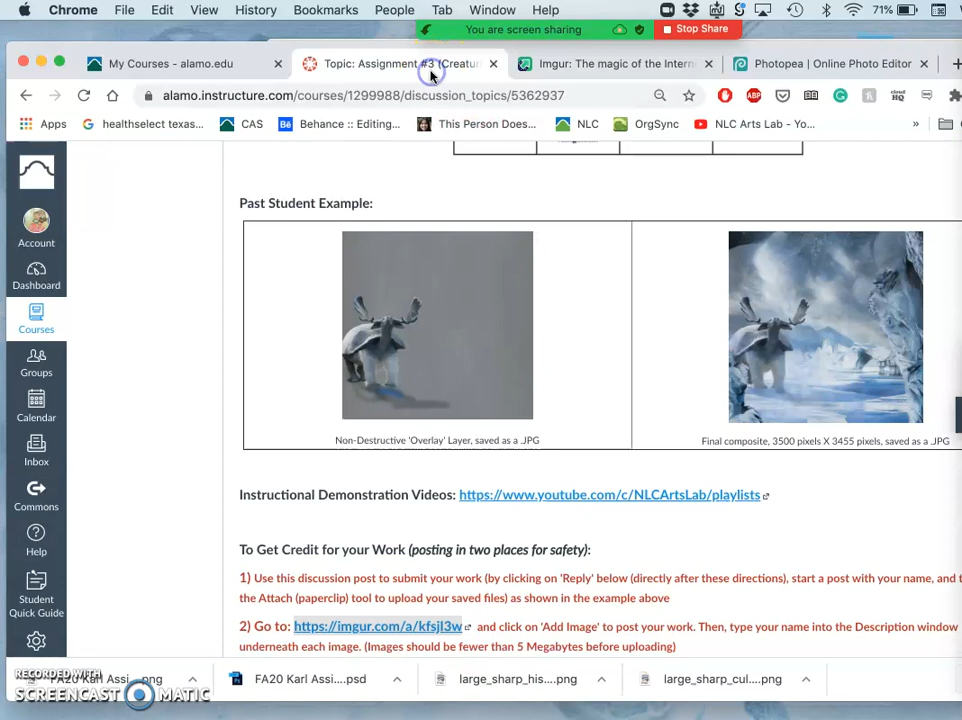 Chrome File Edit View History Bookmarks People Tab Window Help 71%
You are screen sharing Stop Share
My Courses - alamo.edu Topic: Assignment #3 (Creatur Imgur: The magic of the Intern Photopea | Online Photo Editor
alamo.instructure.com/courses/1299988/discussion_topics/5362937
Apps healthselect texas... CAS Behance :: Editing... This Person Does... NLC OrgSync NLC Arts Lab - Yo... »
Past Student Example:
Account
Dashboard
Courses
Groups
Calendar
Inbox
Commons
Help
Student
Quick Guide
Non-Destructive 'Overlay' Layer, saved as a .JPG
Final composite, 3500 pixels X 3455 pixels, saved as a .JPG
Instructional Demonstration Videos: https://www.youtube.com/c/NLCArtsLab/playlists
To Get Credit for your Work (posting in two places for safety):
1) Use this discussion post to submit your work (by clicking on 'Reply' below (directly after these directions), start a post with your name, and t
the Attach (paperclip) tool to upload your saved files) as shown in the example above
2) Go to: https://imgur.com/a/kfsjl3w and click on 'Add Image' to post your work. Then, type your name into the Description window
underneath each image. (Images should be fewer than 5 Megabytes before uploading)
FA20 Karl Assi....png FA20 Karl Assi....psd large_sharp_his....png large_sharp_cul....png
RECORDED WITH
SCREENCAST MATIC